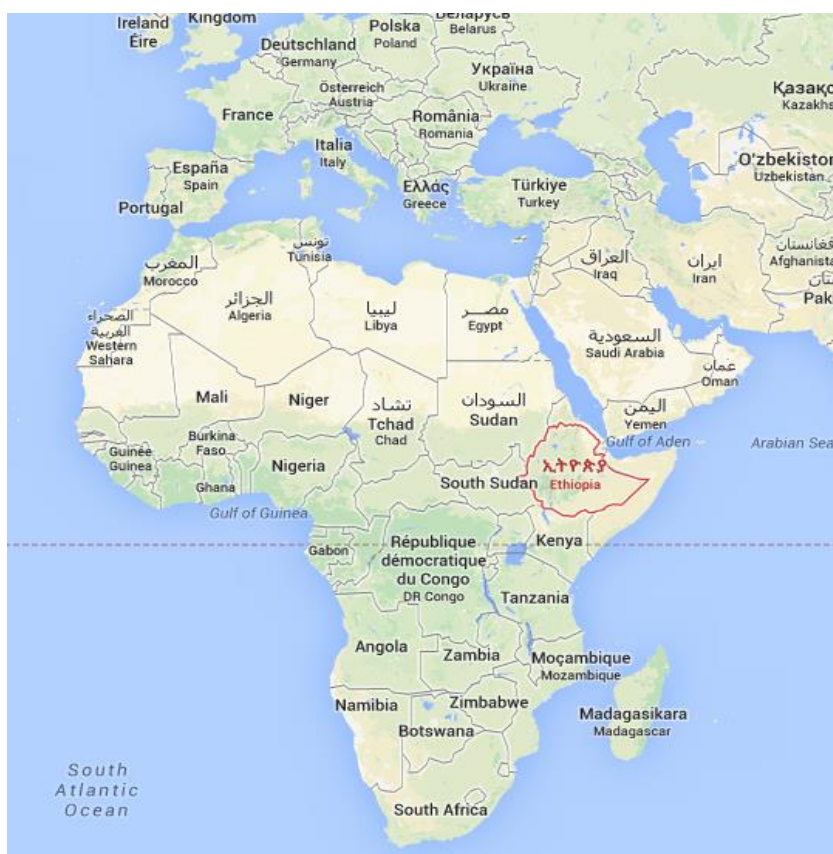 Ireland
Éire
Kingdom
Polska
Poland
Беларусь
Belarus
Deutschland
Germany
Україна
Ukraine
Österreich
Austria
France
România
Romania
Italia
Italy
España
Spain
Portugal
Ελλάς
Greece
Türkiye
Turkey
O'zbekiston
Uzbekistan
Afghanista
Pak
تونس
Tunisia
المغرب
Morocco
الجزائر
Algeria
ليبيا
Libya
مصر
Egypt
العراق
Iraq
ایران
Iran
الصحراء
الغربية
Western
Sahara
السعودية
Saudi Arabia
عمان
Oman
اليمن
Yemen
Gulf of Aden
Arabian Sea
Mali
Niger
تشاد
Tchad
Chad
السودان
Sudan
Burkina
Faso
Guinée
Guinea
Ghana
Nigeria
South Sudan
ኢትዮጵያ
Ethiopia
Gulf of Guinea
Gabon
République
démocratique
du Congo
DR Congo
Kenya
Tanzania
Angola
Zambia
Moçambique
Mozambique
Namibia
Zimbabwe
Botswana
Madagasikara
Madagascar
South
Atlantic
Ocean
South Africa